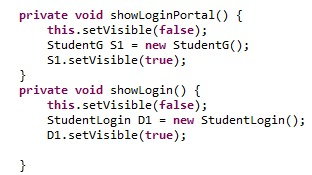 private void showLoginPortal() {
    this.setVisible(false);
    StudentG S1 = new StudentG();
    S1.setVisible(true);
}
private void showLogin() {
    this.setVisible(false);
    StudentLogin D1 = new StudentLogin();
    D1.setVisible(true);

}